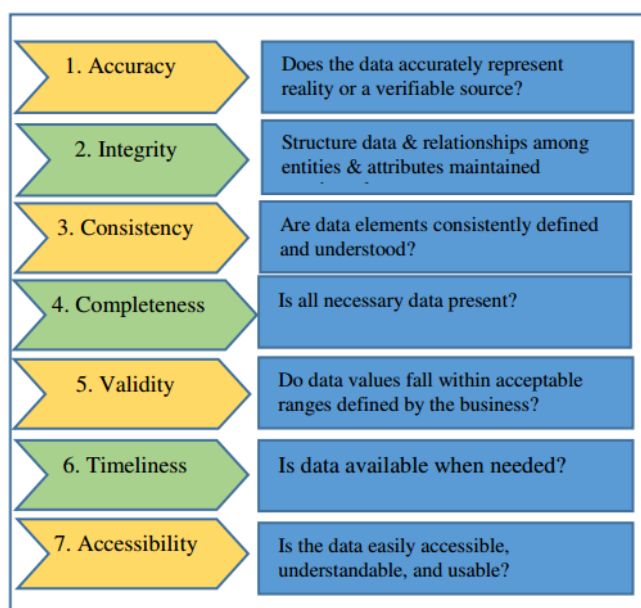 1. Accuracy
Does the data accurately represent
reality or a verifiable source?
2. Integrity
Structure data & relationships among
entities & attributes maintained
3. Consistency
Are data elements consistently defined
and understood?
4. Completeness
Is all necessary data present?
5. Validity
Do data values fall within acceptable
ranges defined by the business?
6. Timeliness
Is data available when needed?
7. Accessibility
Is the data easily accessible,
understandable, and usable?